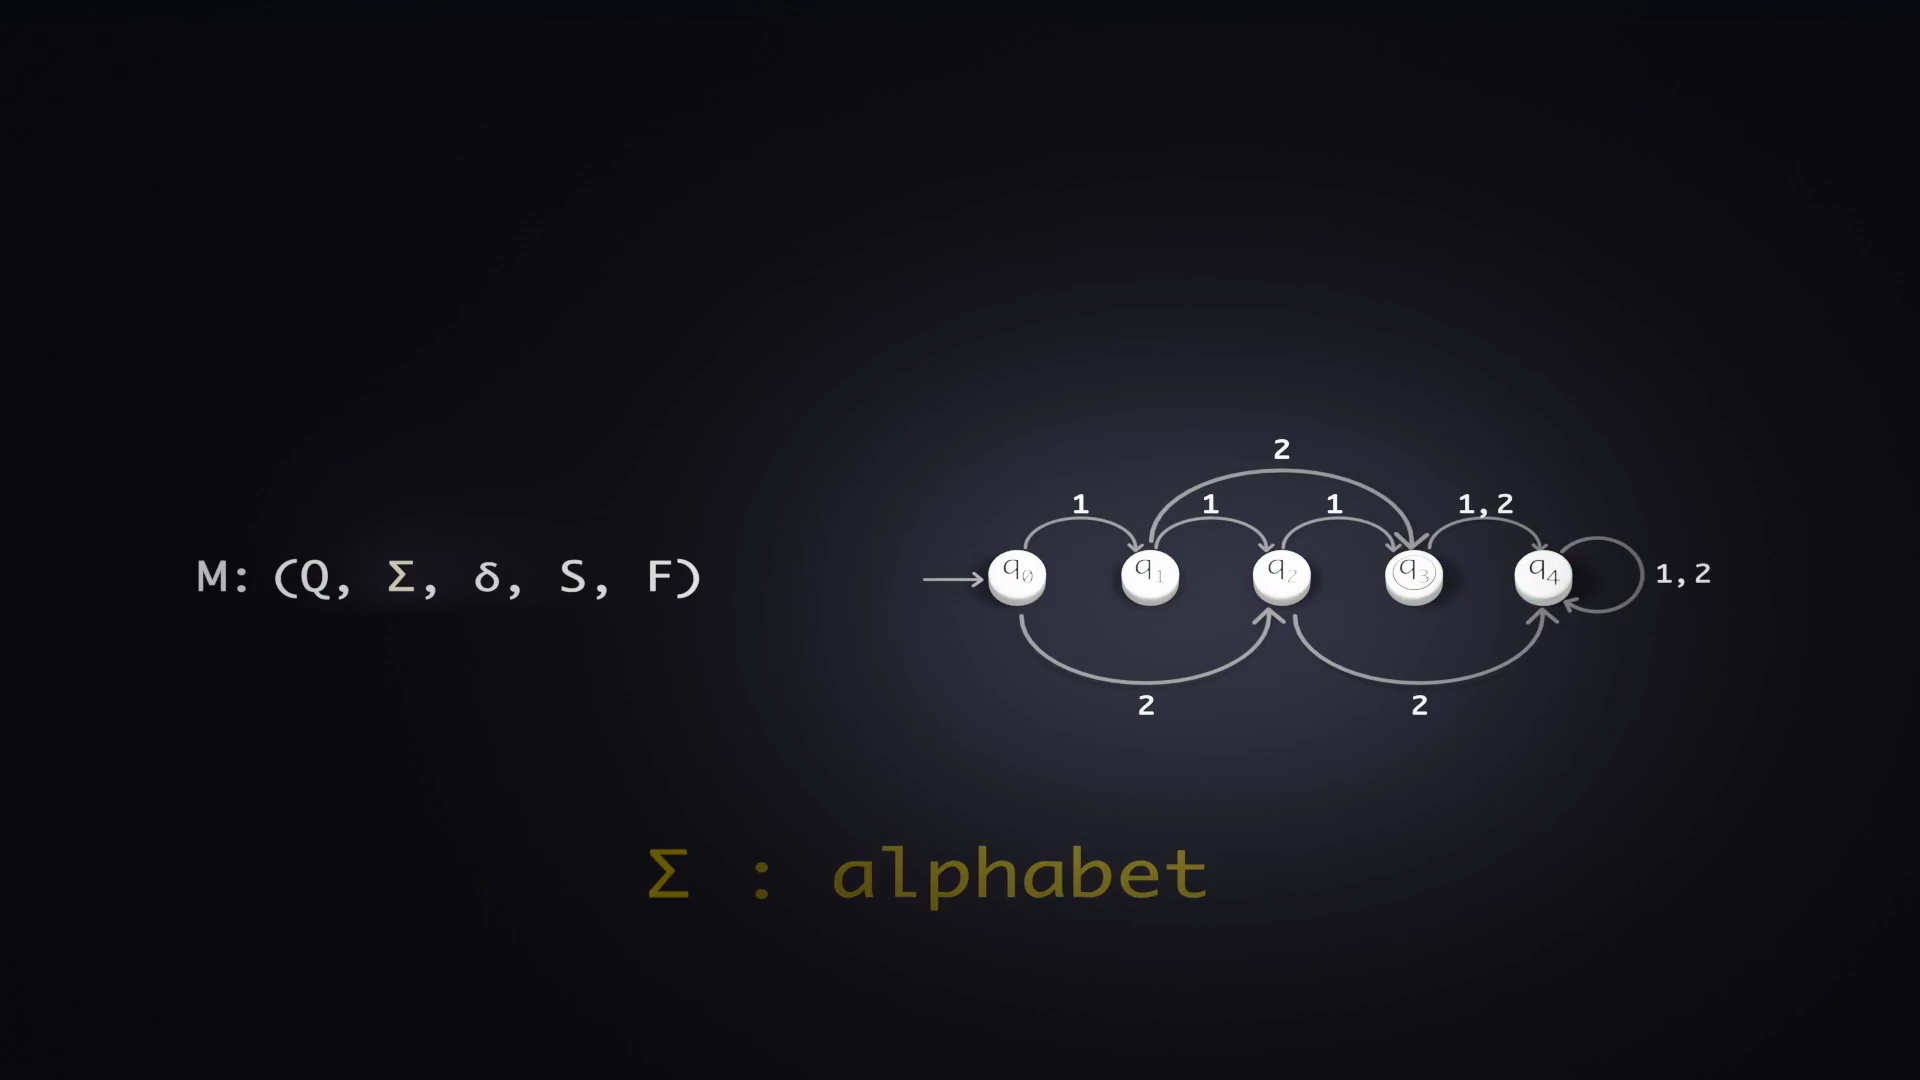 M: (Q, Σ, δ, S, F)
2
1 1 1 1,2
q₀ q₁ q₂ q₃ q₄ 1,2
2 2
Σ : alphabet